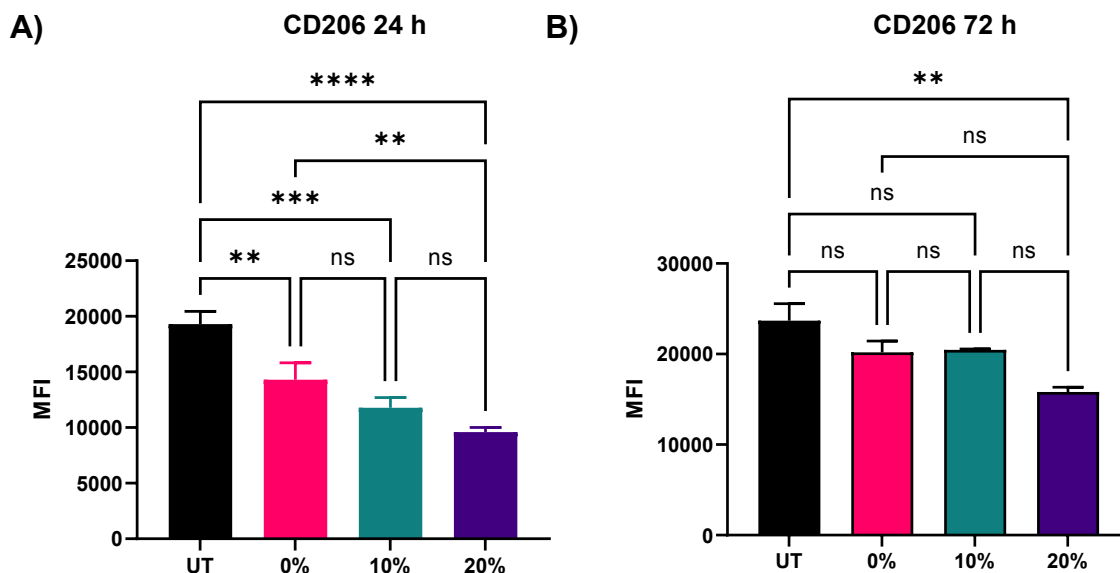 A)
CD206 24 h
****
**
***
**
ns
ns
25000
20000
15000
10000
5000
0
MFI
UT
0%
10%
20%
B)
CD206 72 h
**
ns
ns
ns
ns
ns
30000
20000
10000
0
MFI
UT
0%
10%
20%